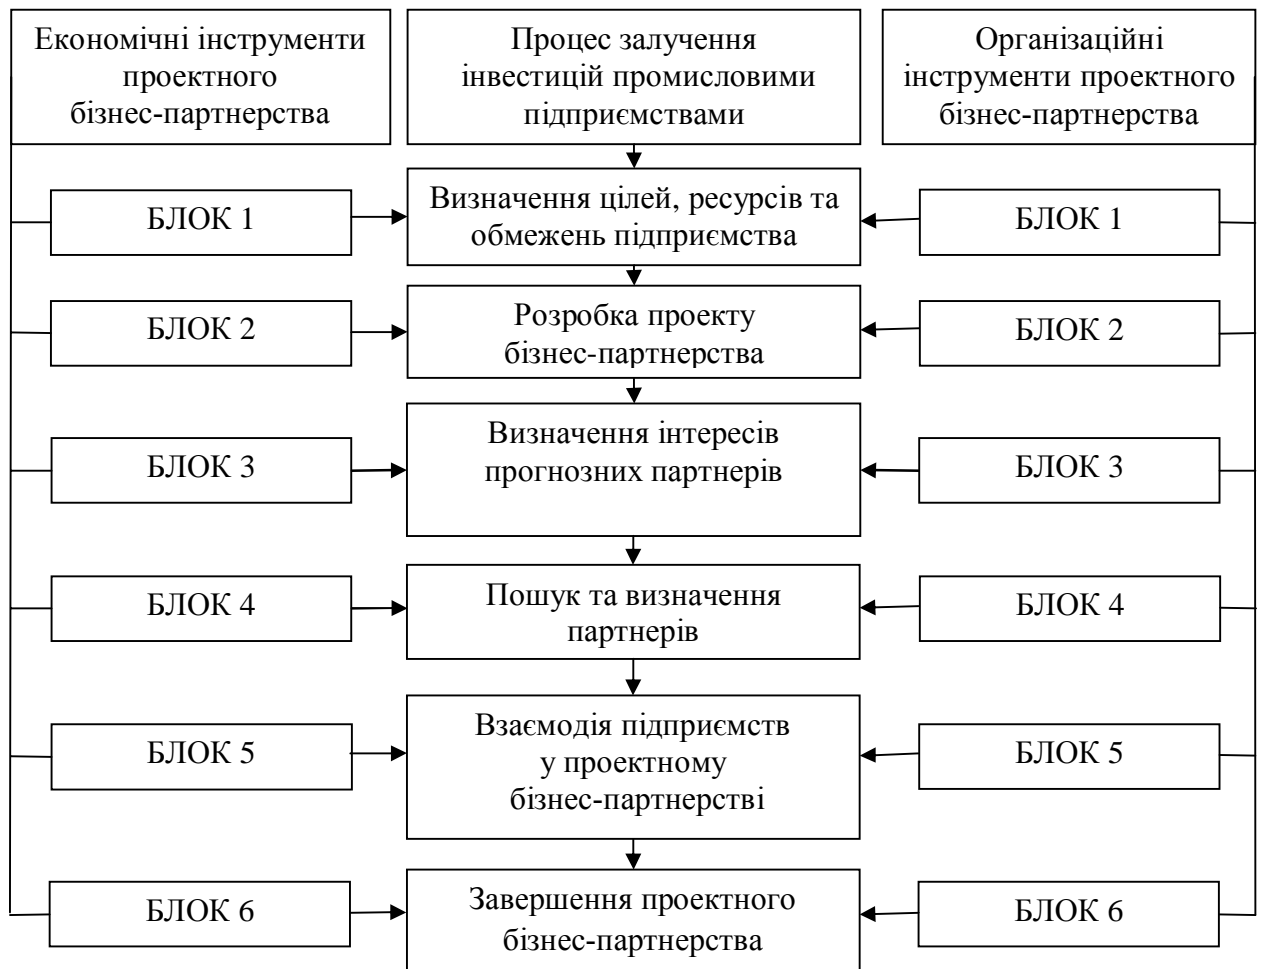 Економічні інструменти
проектного
бізнес-партнерства
Процес залучення
інвестицій промисловими
підприємствами
Організаційні
інструменти проектного
бізнес-партнерства
БЛОК 1
Визначення цілей, ресурсів та
обмежень підприємства
БЛОК 1
БЛОК 2
Розробка проекту
бізнес-партнерства
БЛОК 2
БЛОК 3
Визначення інтересів
прогнозних партнерів
БЛОК 3
БЛОК 4
Пошук та визначення
партнерів
БЛОК 4
БЛОК 5
Взаємодія підприємств
у проектному
бізнес-партнерстві
БЛОК 5
БЛОК 6
Завершення проектного
бізнес-партнерства
БЛОК 6